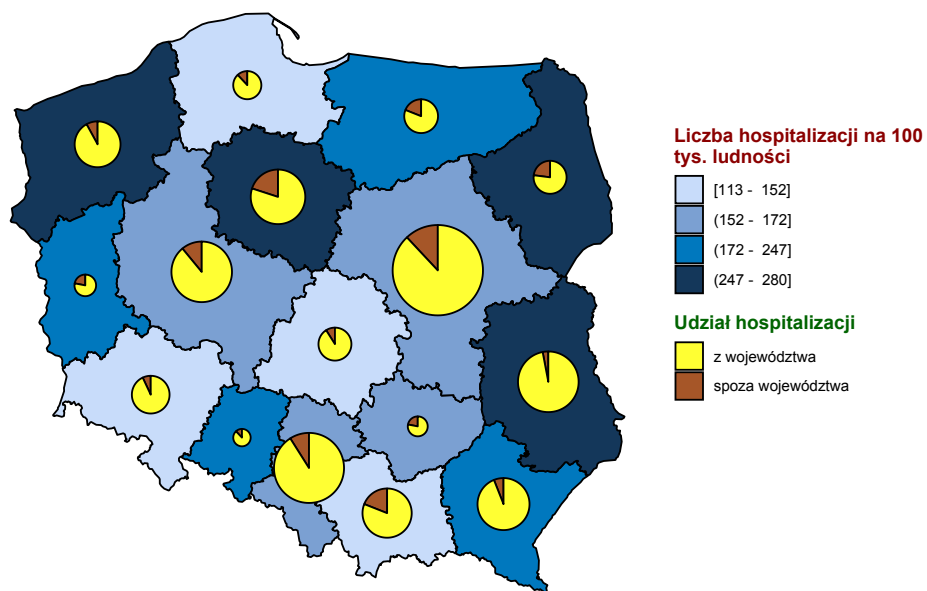 Liczba hospitalizacji na 100
tys. ludności
[113 - 152]
(152 - 172]
(172 - 247]
(247 - 280]
Udział hospitalizacji
z województwa
spoza województwa